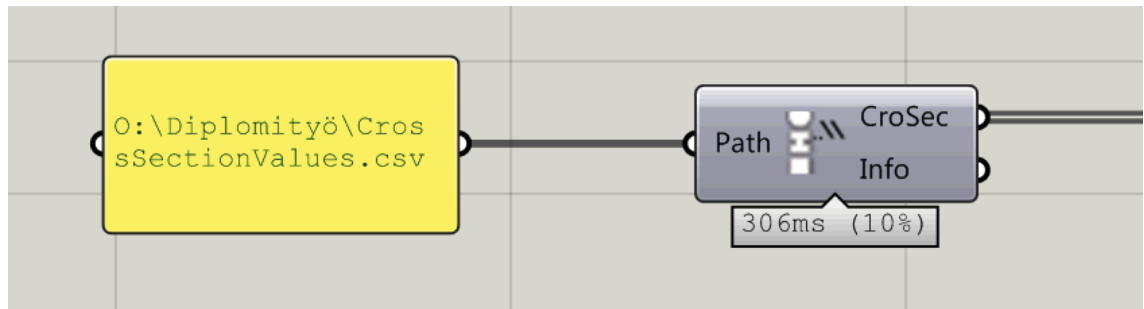 O:\Diplomityö\Cros
sSectionValues.csv
Path
CroSec
Info
306ms (10%)